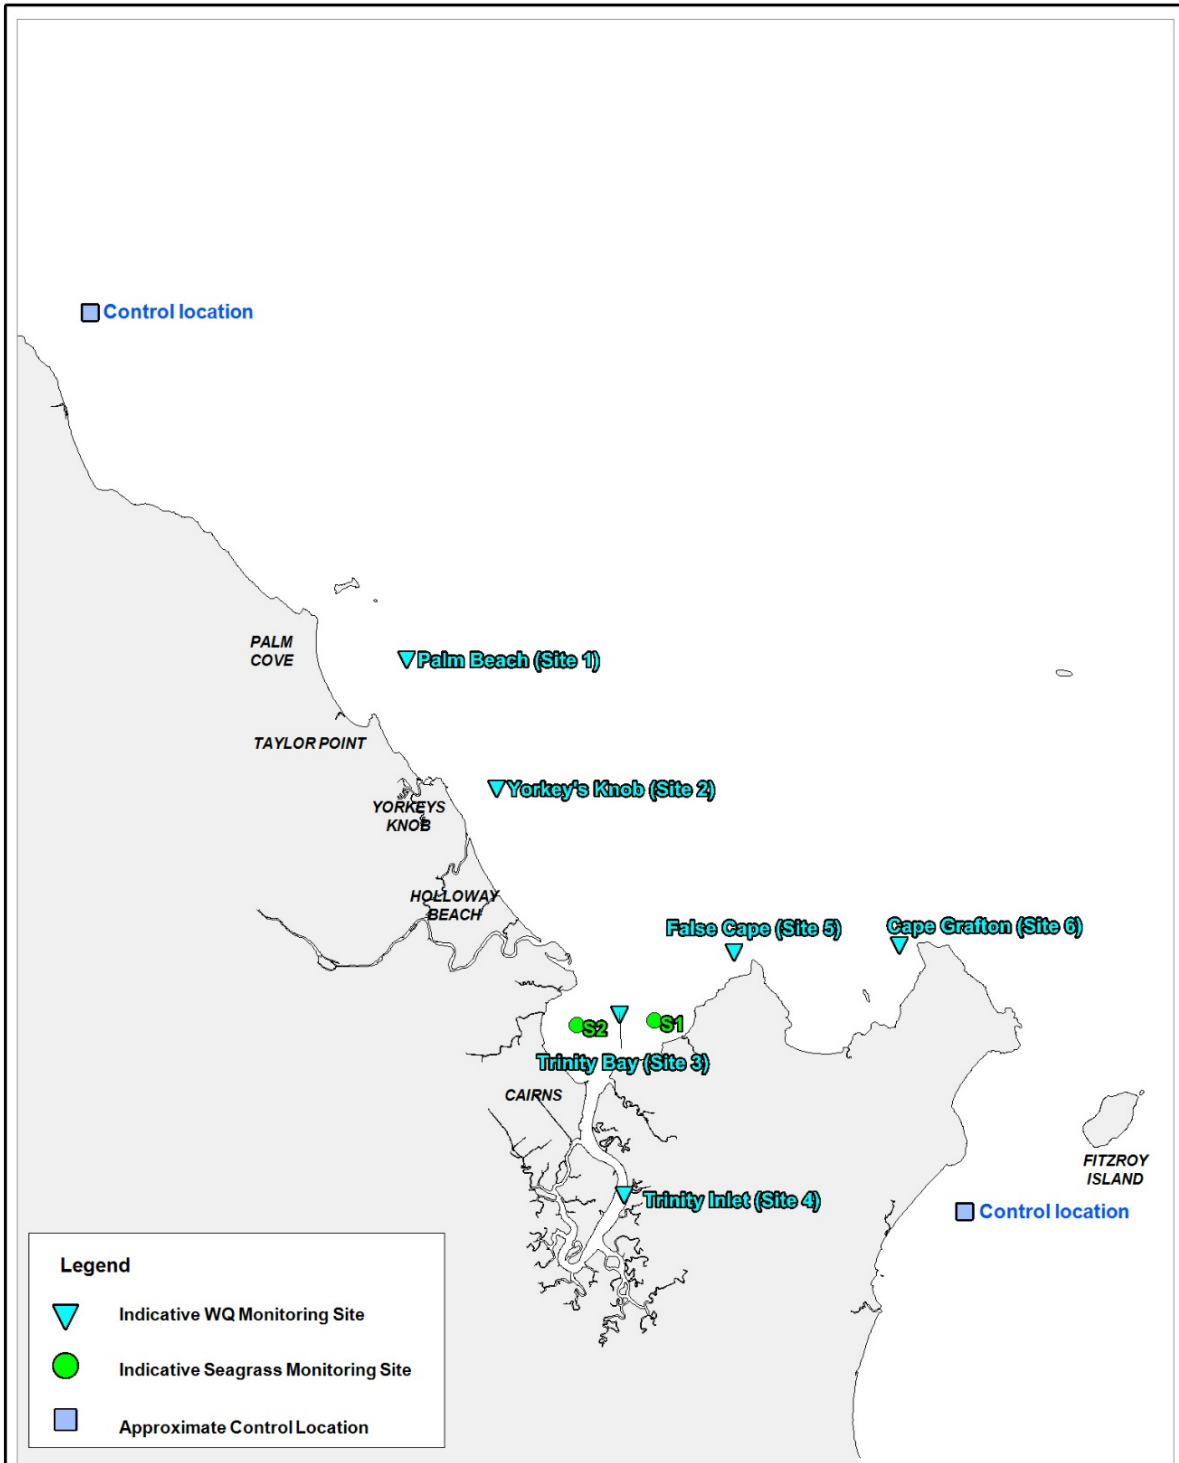 Control location
PALM
COVE
Palm Beach (Site 1)
TAYLOR POINT
Yorkey's Knob (Site 2)
YORKEYS
KNOB
HOLLOWAY
BEACH
False Cape (Site 5)
Cape Grafton (Site 6)
S2
S1
Trinity Bay (Site 3)
CAIRNS
FITZROY
ISLAND
Trinity Inlet (Site 4)
Control location
Legend
Indicative WQ Monitoring Site
Indicative Seagrass Monitoring Site
Approximate Control Location